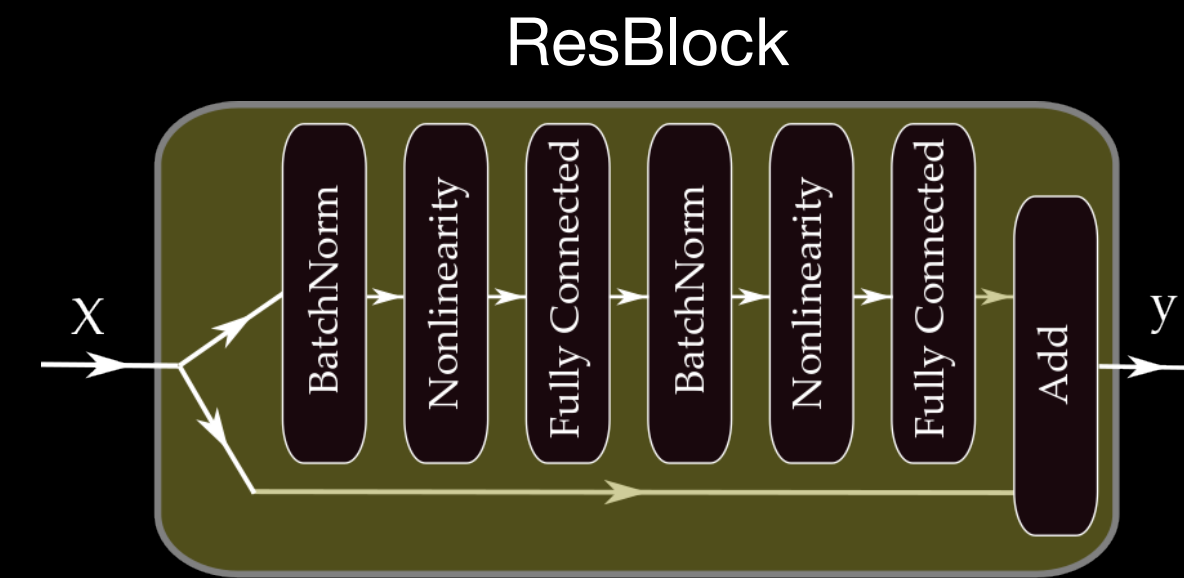 ResBlock
X
BatchNorm
Nonlinearity
Fully Connected
BatchNorm
Nonlinearity
Fully Connected
Add
y